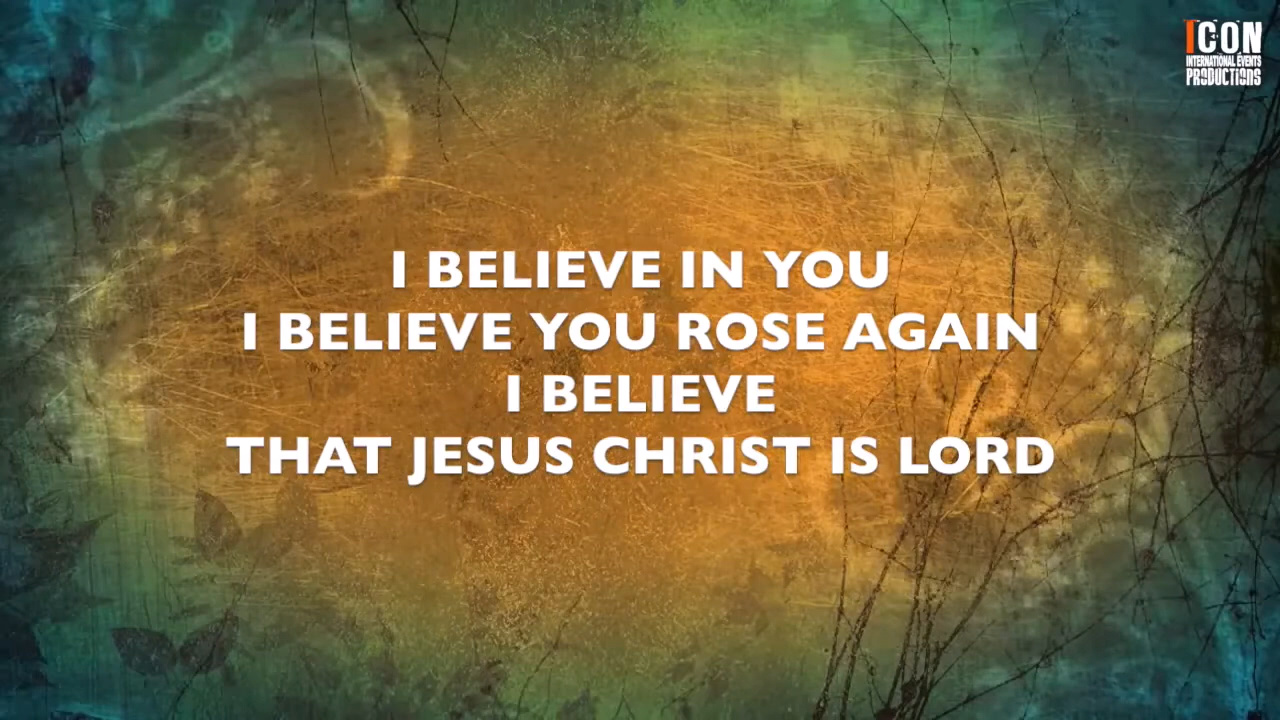 ICON
INTERNATIONAL EVENTS
PRODUCTIONS
I BELIEVE IN YOU
I BELIEVE YOU ROSE AGAIN
I BELIEVE
THAT JESUS CHRIST IS LORD